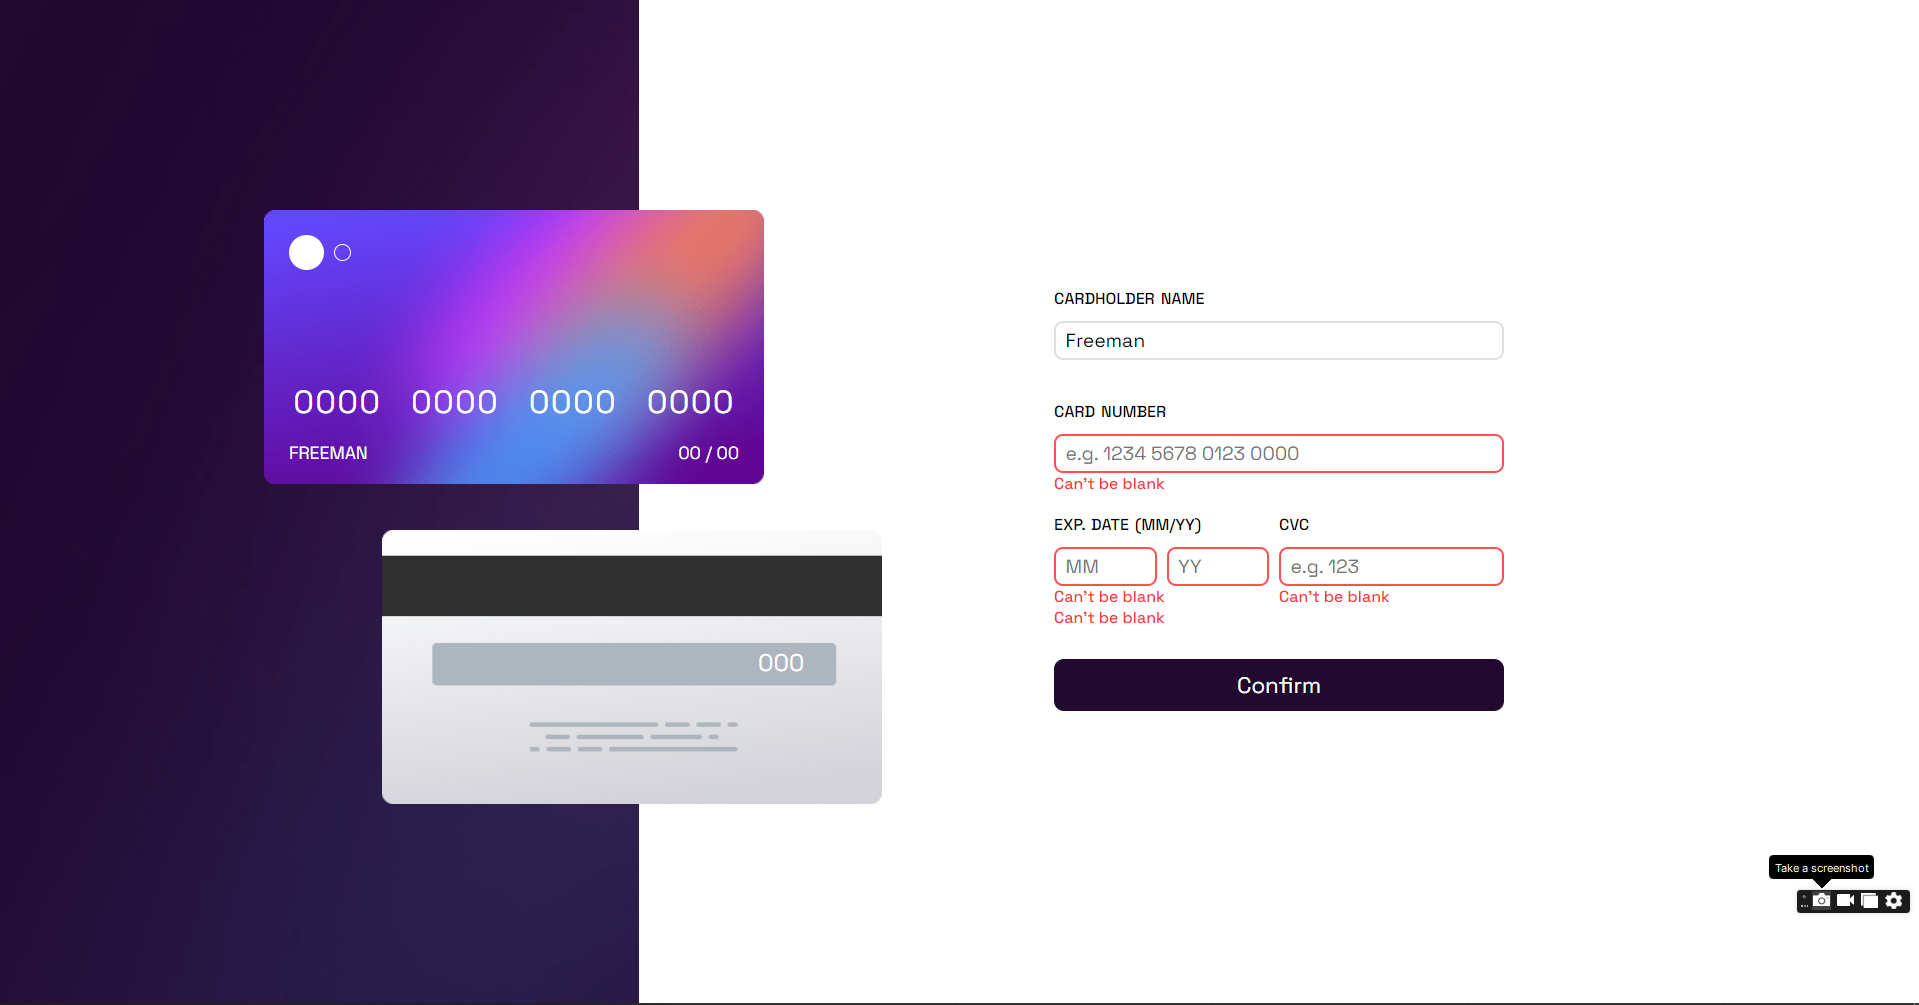 0000 0000 0000 0000
FREEMAN 00 / 00
000
CARDHOLDER NAME
Freeman
CARD NUMBER
e.g. 1234 5678 0123 0000
Can't be blank
EXP. DATE (MM/YY) CVC
MM YY e.g. 123
Can't be blank Can't be blank
Can't be blank
Confirm
Take a screenshot